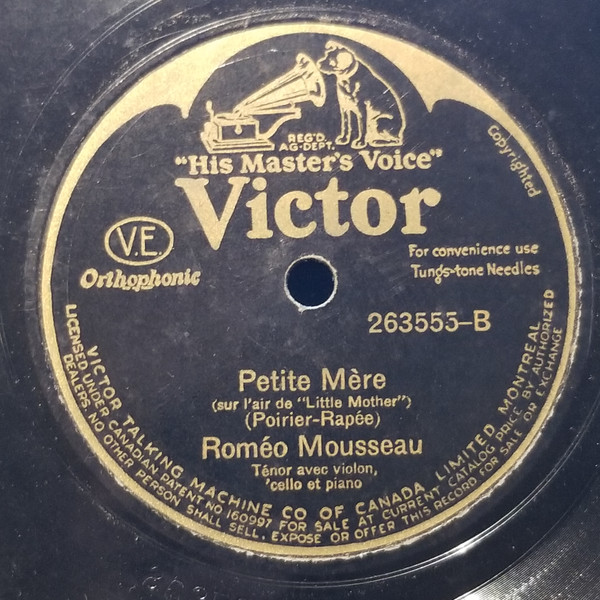 REG'D.
AG-DEPT.
"His Master's Voice"
Victor
Copyrighted
V.E.
Orthophonic
For convenience use
Tungs-tone Needles
263555-B
Petite Mère
(sur l'air de "Little Mother")
(Poirier-Rapée)
Roméo Mousseau
Ténor avec violon,
'cello et piano
VICTOR TALKING MACHINE CO OF CANADA, LIMITED, MONTREAL
LICENSED UNDER CANADIAN PATENT NO 160997 FOR SALE AT CURRENT CATALOG PRICE BY AUTHORIZED
DEALERS. NO OTHER PERSON SHALL SELL, EXPOSE OR OFFER THIS RECORD FOR SALE OR EXCHANGE